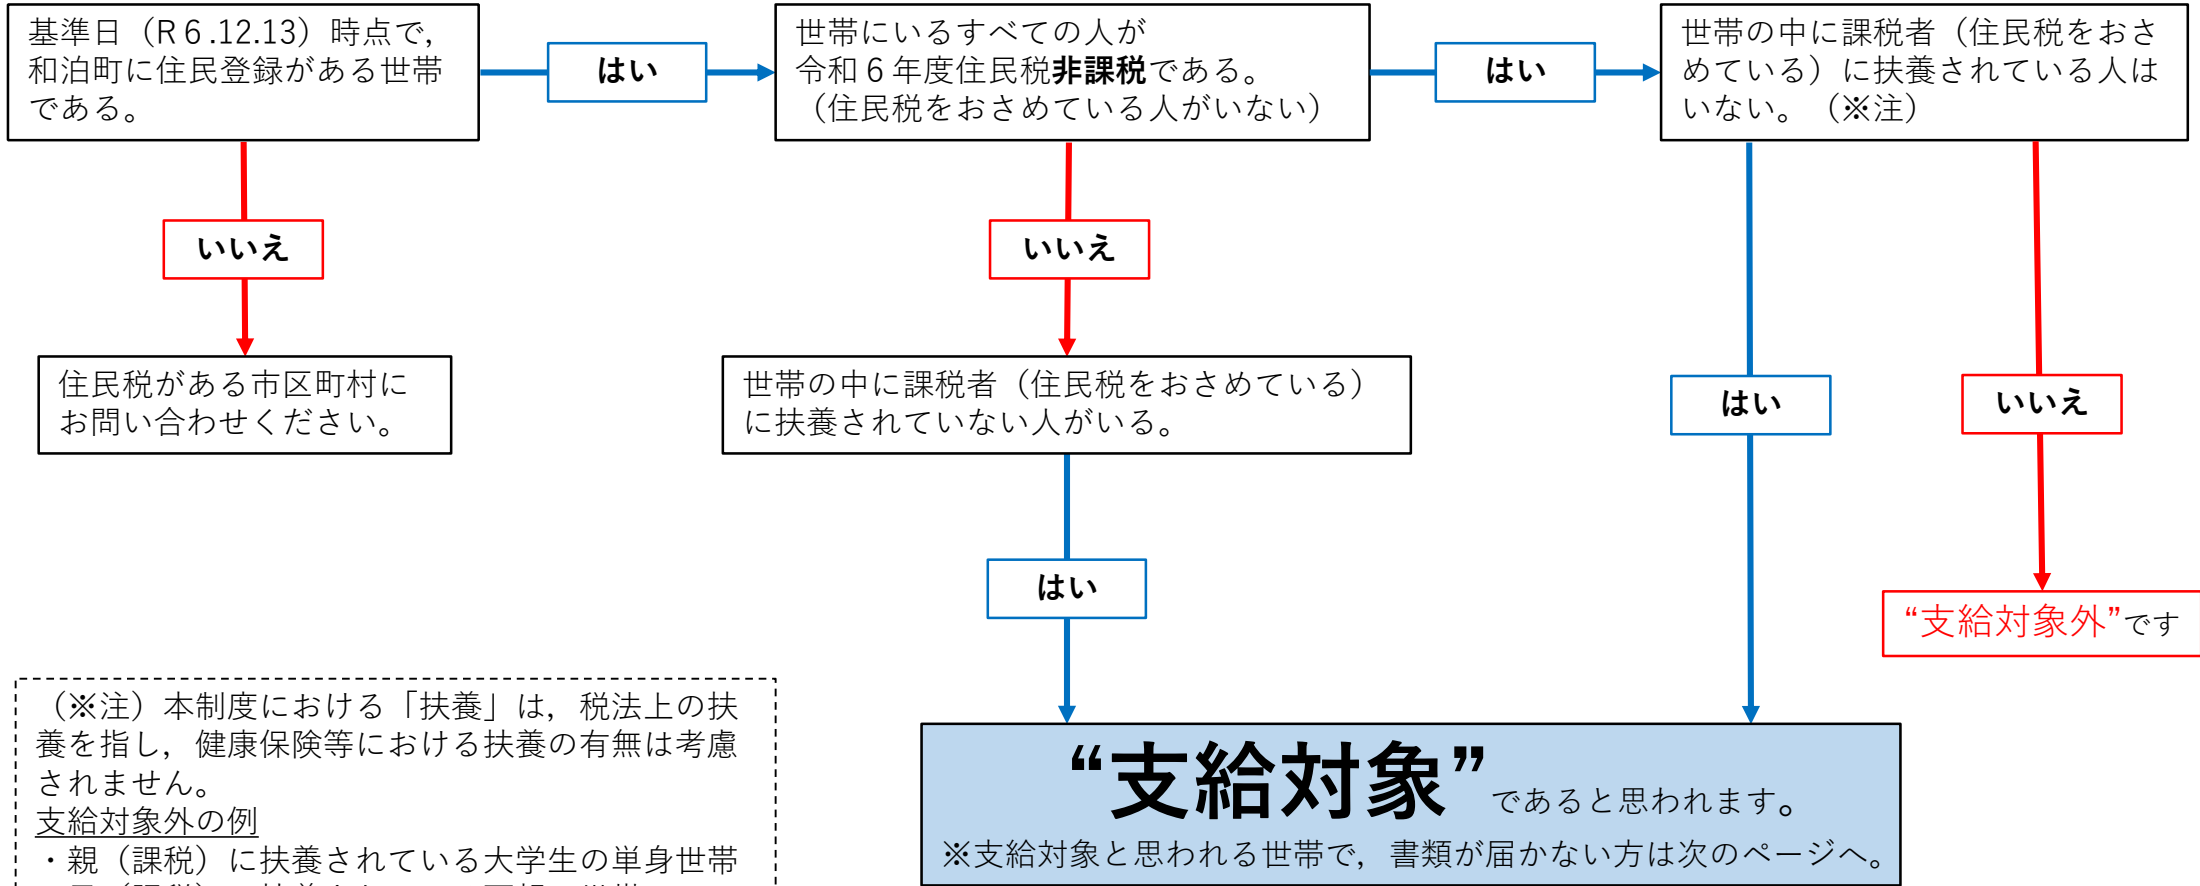 基準日（R６.12.13）時点で，
和泊町に住民登録がある世帯
である。
はい
世帯にいるすべての人が
令和６年度住民税非課税である。
（住民税をおさめている人がいない）
はい
世帯の中に課税者（住民税をおさ
めている）に扶養されている人は
いない。（※注）
いいえ
いいえ
住民税がある市区町村に
お問い合わせください。
世帯の中に課税者（住民税をおさめている）
に扶養されていない人がいる。
はい
いいえ
はい
“支給対象外”です
（※注）本制度における「扶養」は，税法上の扶
養を指し，健康保険等における扶養の有無は考慮
されません。
支給対象外の例
・親（課税）に扶養されている大学生の単身世帯
“支給対象”であると思われます。
※支給対象と思われる世帯で，書類が届かない方は次のページへ。